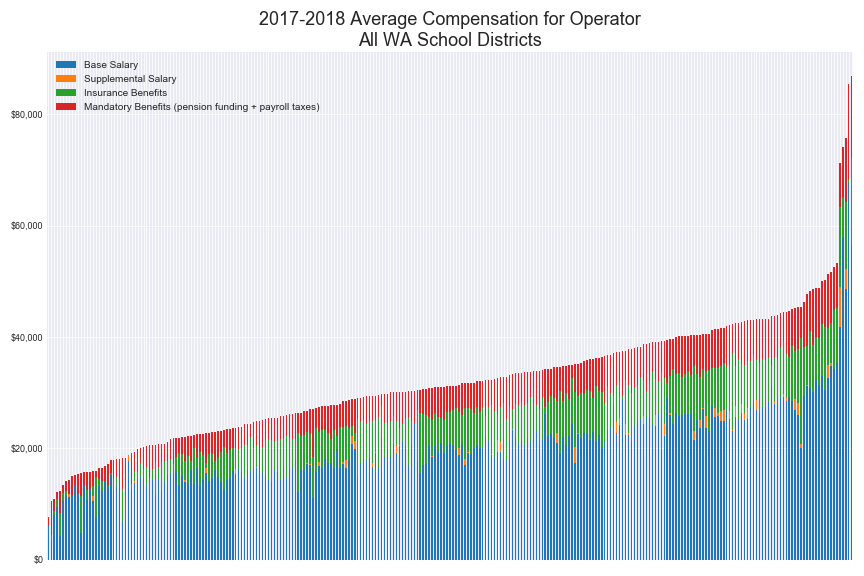 2017-2018 Average Compensation for Operator
All WA School Districts
Base Salary
Supplemental Salary
Insurance Benefits
Mandatory Benefits (pension funding + payroll taxes)
$80,000
$60,000
$40,000
$20,000
$0